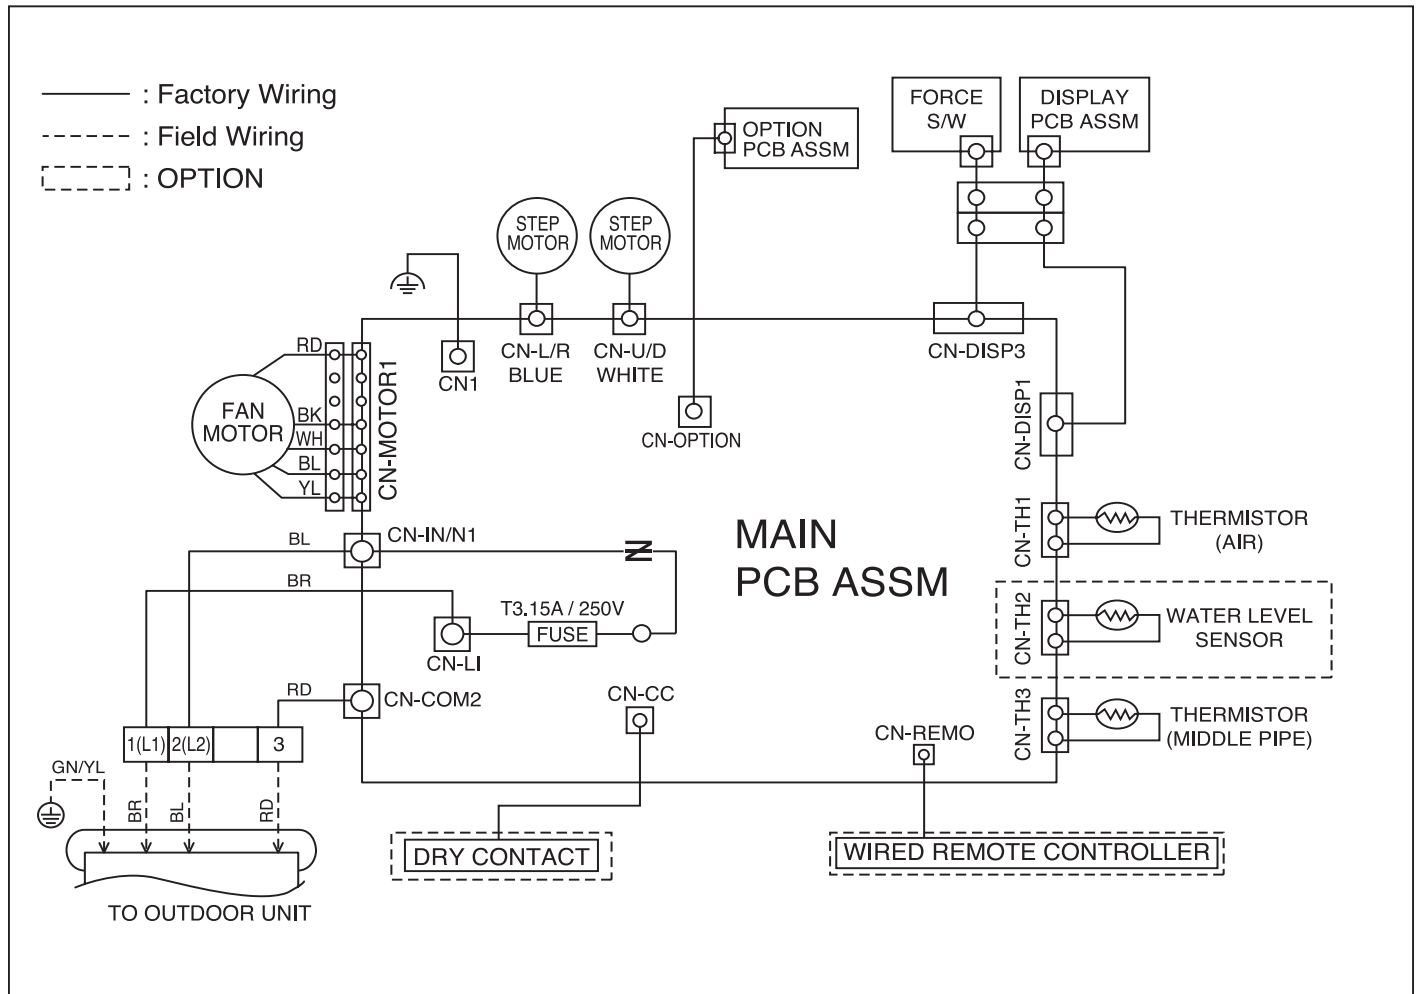 : Factory Wiring
: Field Wiring
: OPTION
FORCE
S/W
DISPLAY
PCB ASSM
OPTION
PCB ASSM
STEP
MOTOR
STEP
MOTOR
CN-L/R
BLUE
CN-U/D
WHITE
CN-DISP3
CN1
CN-OPTION
RD
BK
WH
BL
YL
FAN
MOTOR
CN-MOTOR1
CN-DISP1
CN-TH1
THERMISTOR
(AIR)
CN-TH2
WATER LEVEL
SENSOR
CN-TH3
THERMISTOR
(MIDDLE PIPE)
MAIN
PCB ASSM
BL
CN-IN/N1
BR
T3.15A / 250V
FUSE
CN-LI
RD
CN-COM2
CN-CC
CN-REMO
1(L1)
2(L2)
3
GN/YL
BR
BL
RD
DRY CONTACT
WIRED REMOTE CONTROLLER
TO OUTDOOR UNIT